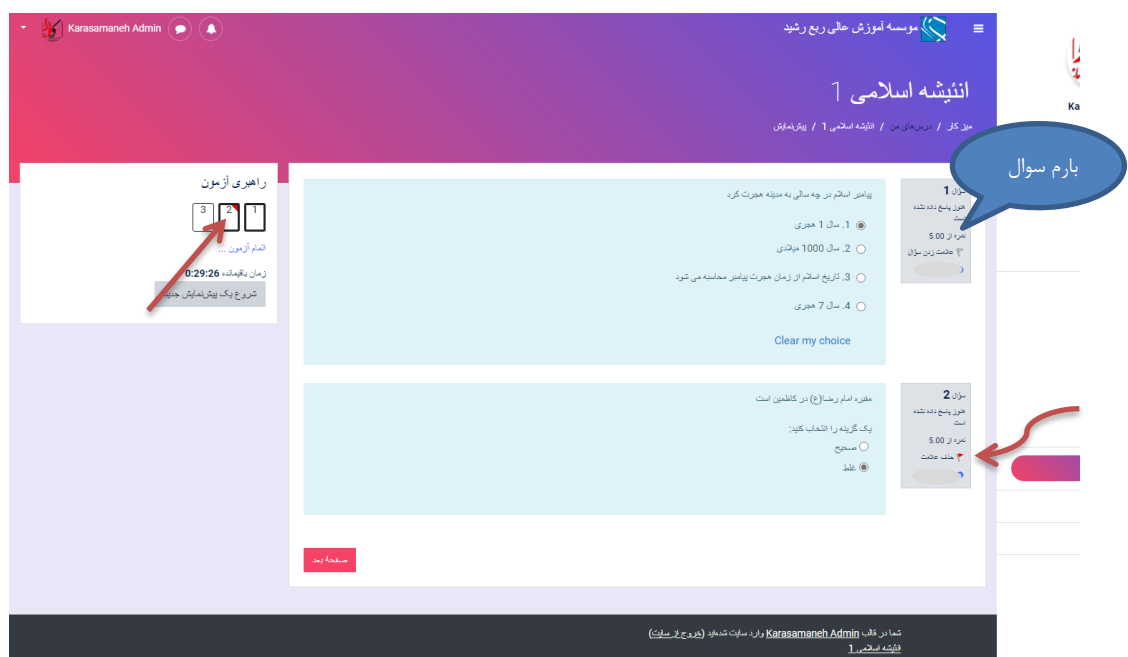 موسسه آموزش عالی ربع رشید
Karasamaneh Admin
انئیشه اسلامی 1
میز کار / درس‌های من / انئیشه اسلامی 1 / پیش‌نمایش
Ka
بارم سوال
سؤال 1
هنوز پاسخ داده نشده است
نمره از 5.00
علامت زدن سؤال
پیامبر اسلام در چه سالی به مدینه هجرت کرد
1. سال 1 هجری
2. سال 1000 میلادی
3. تاریخ اسلام از زمان هجرت پیامبر محاسبه می شود
4. سال 7 هجری
Clear my choice
راهبری آزمون
1
2
3
اتمام آزمون ...
زمان باقیمانده 0:29:26
شروع یک پیش‌نمایش جدید
سؤال 2
هنوز پاسخ داده نشده است
نمره از 5.00
حذف علامت
مقبره امام رضا(ع) در کاظمین است
یک گزینه را انتخاب کنید:
صحیح
غلط
صفحهٔ بعد
شما در قالب Karasamaneh Admin وارد سایت شده‌اید (خروج از سایت)
انئیشه اسلامی 1